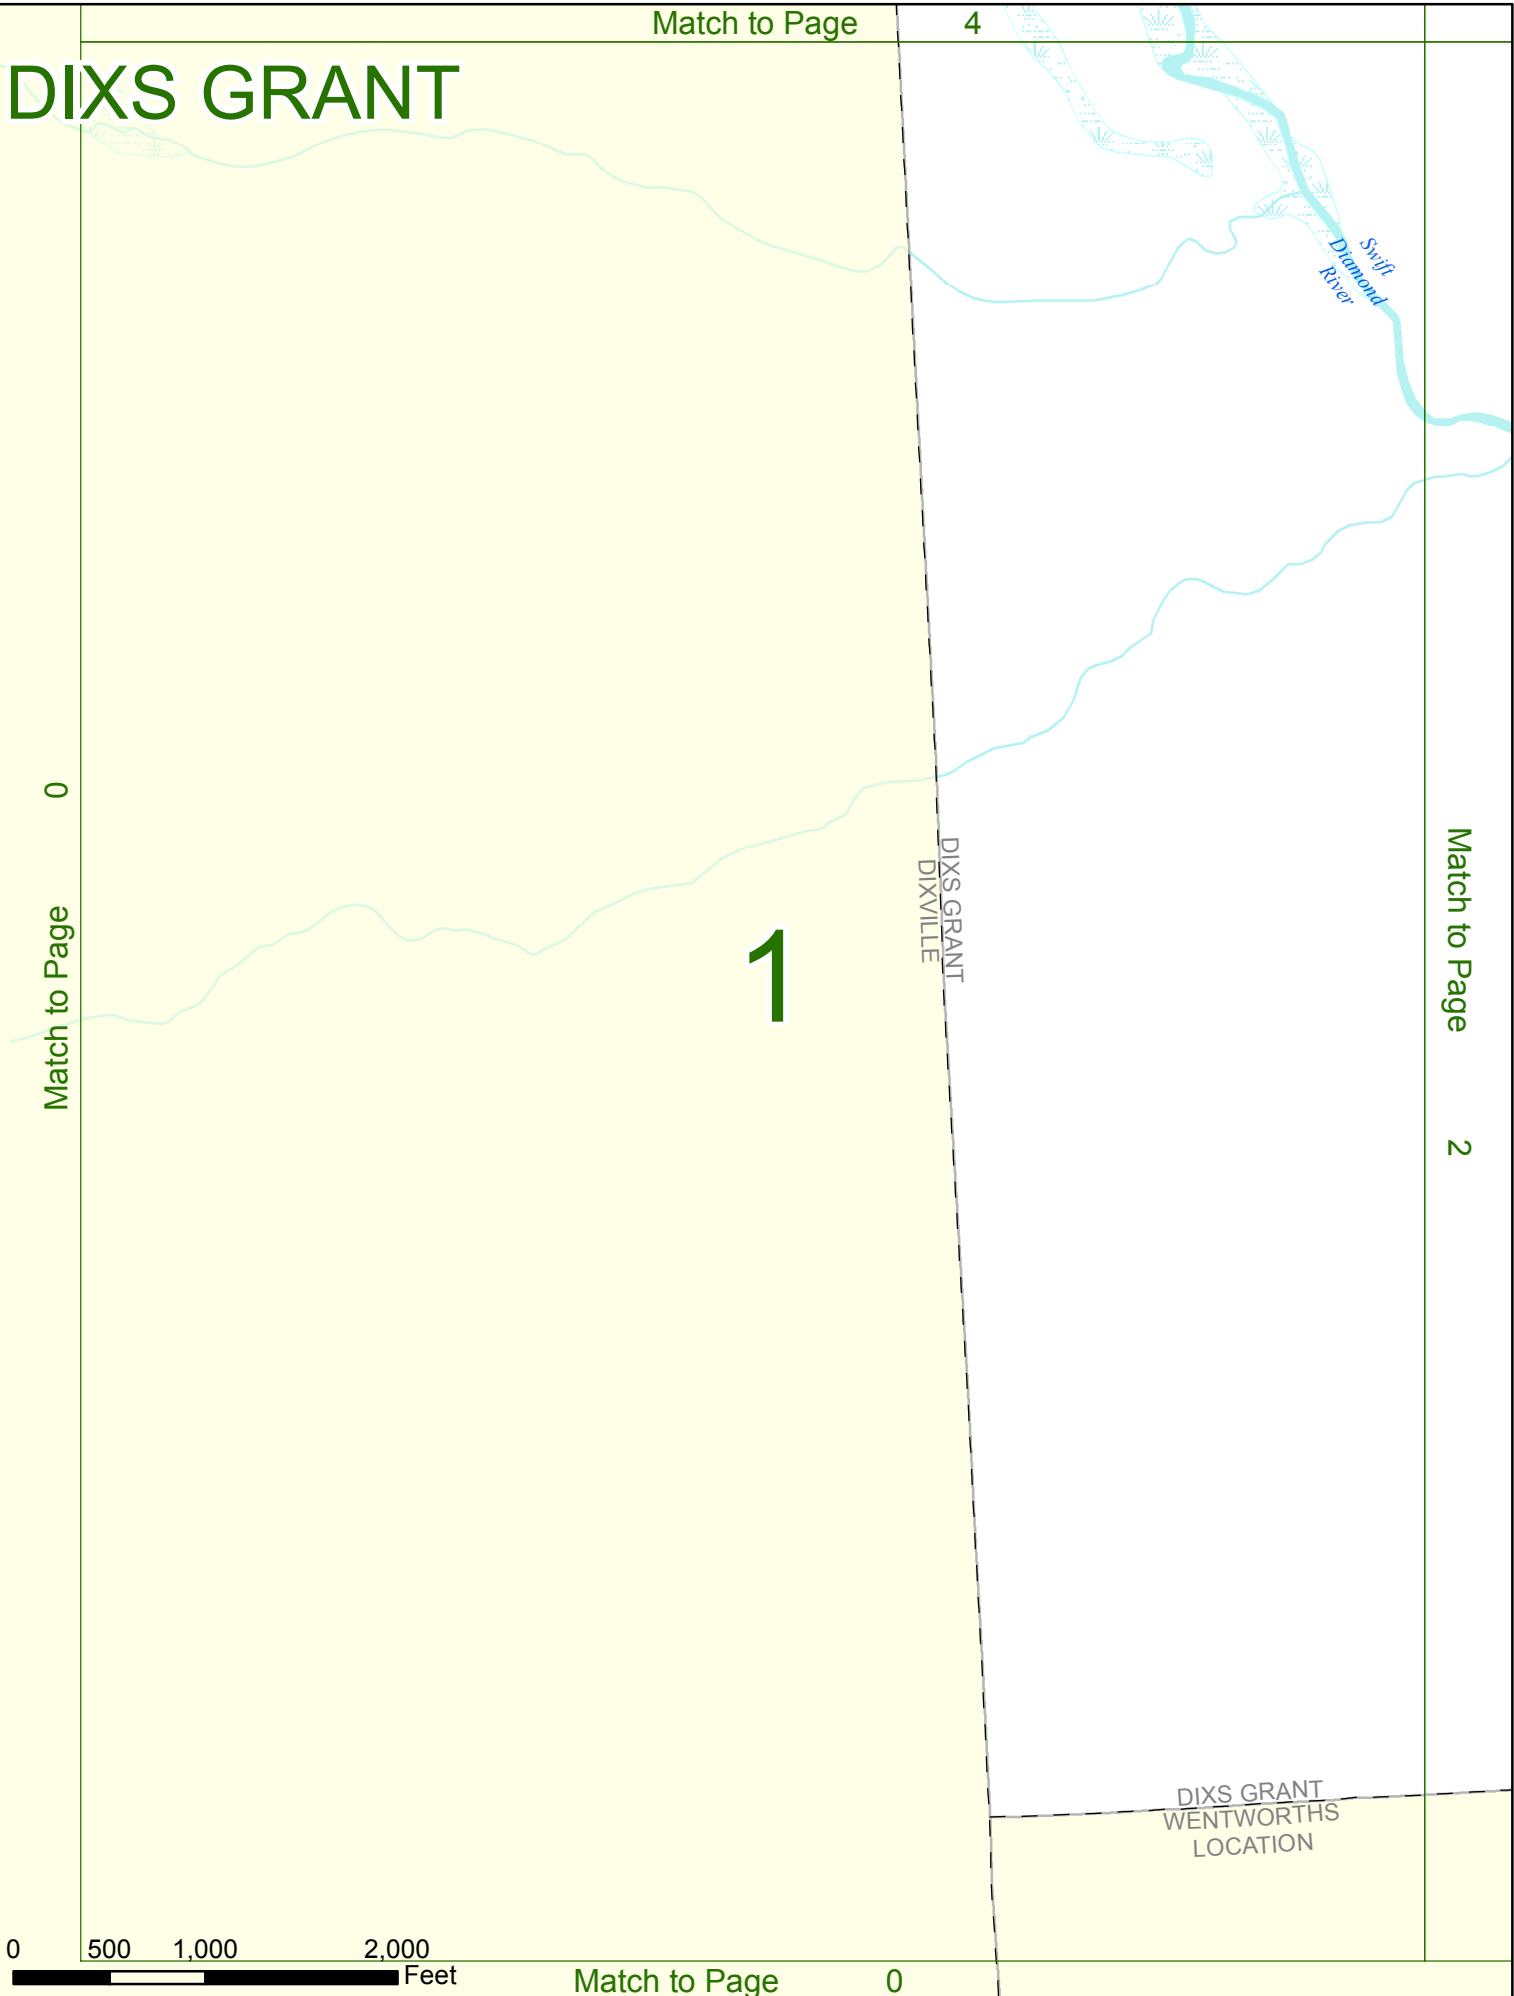 Match to Page 4
DIXS GRANT
Swift
Diamond
River
Match to Page 0
Match to Page 2
DIXS GRANT
DIXVILLE
1
DIXS GRANT
WENTWORTHS
LOCATION
0 500 1,000 2,000
Feet
Match to Page 0